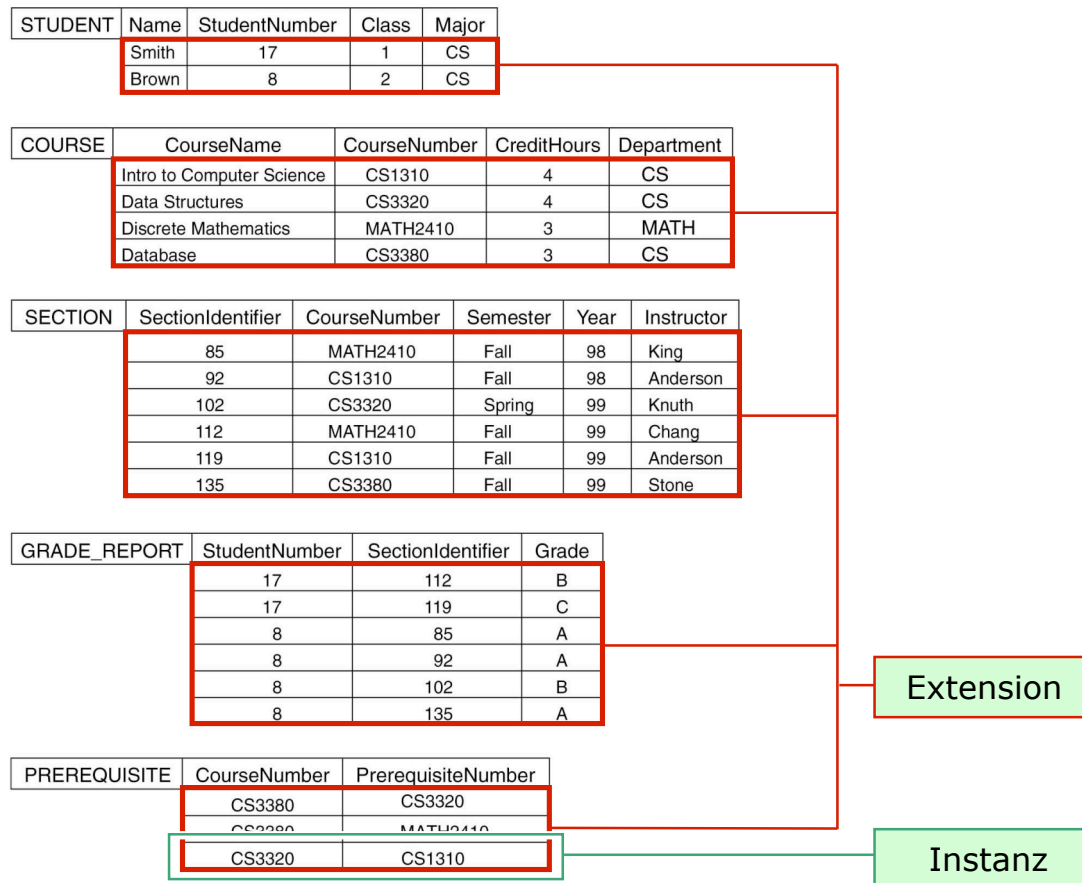 STUDENT Name StudentNumber Class Major
Smith 17 1 CS
Brown 8 2 CS
COURSE CourseName CourseNumber CreditHours Department
Intro to Computer Science CS1310 4 CS
Data Structures CS3320 4 CS
Discrete Mathematics MATH2410 3 MATH
Database CS3380 3 CS
SECTION SectionIdentifier CourseNumber Semester Year Instructor
85 MATH2410 Fall 98 King
92 CS1310 Fall 98 Anderson
102 CS3320 Spring 99 Knuth
112 MATH2410 Fall 99 Chang
119 CS1310 Fall 99 Anderson
135 CS3380 Fall 99 Stone
GRADE_REPORT StudentNumber SectionIdentifier Grade
17 112 B
17 119 C
8 85 A
8 92 A
8 102 B
8 135 A
Extension
PREREQUISITE CourseNumber PrerequisiteNumber
CS3380 CS3320
CS3380 MATH2410
CS3320 CS1310
Instanz